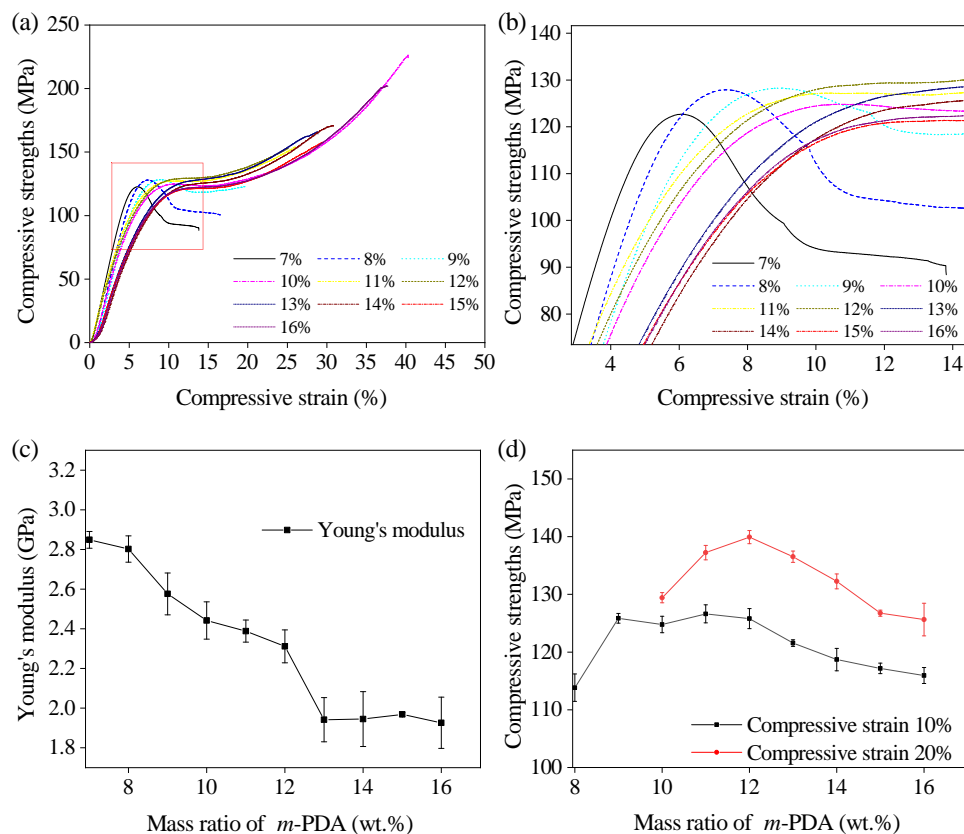 (a)
250
200
150
100
50
0
Compressive strengths (MPa)
7% 8% 9%
10% 11% 12%
13% 14% 15%
16%
0 5 10 15 20 25 30 35 40 45 50
Compressive strain (%)
(b)
140
130
120
110
100
90
80
Compressive strengths (MPa)
7%
8% 9% 10%
11% 12% 13%
14% 15% 16%
4 6 8 10 12 14
Compressive strain (%)
(c)
3.2
3.0
2.8
2.6
2.4
2.2
2.0
1.8
Young's modulus (GPa)
Young's modulus
8 10 12 14 16
Mass ratio of m-PDA (wt.%)
(d)
150
140
130
120
110
100
Compressive strengths (MPa)
Compressive strain 10%
Compressive strain 20%
8 10 12 14 16
Mass ratio of m-PDA (wt.%)